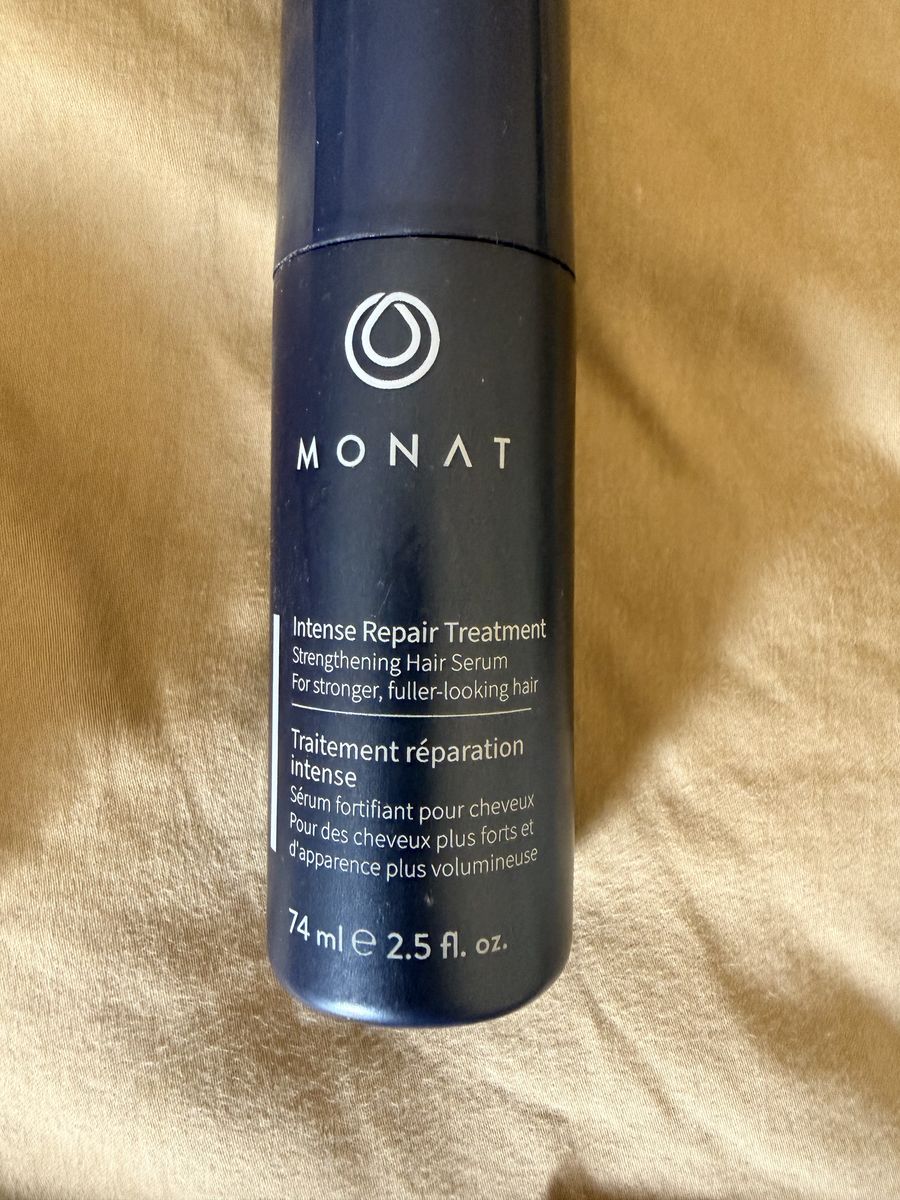 MONAT
Intense Repair Treatment
Strengthening Hair Serum
For stronger, fuller-looking hair
Traitement réparation
intense
Sérum fortifiant pour cheveux
Pour des cheveux plus forts et
d'apparence plus volumineuse
74 ml ℮ 2.5 fl. oz.